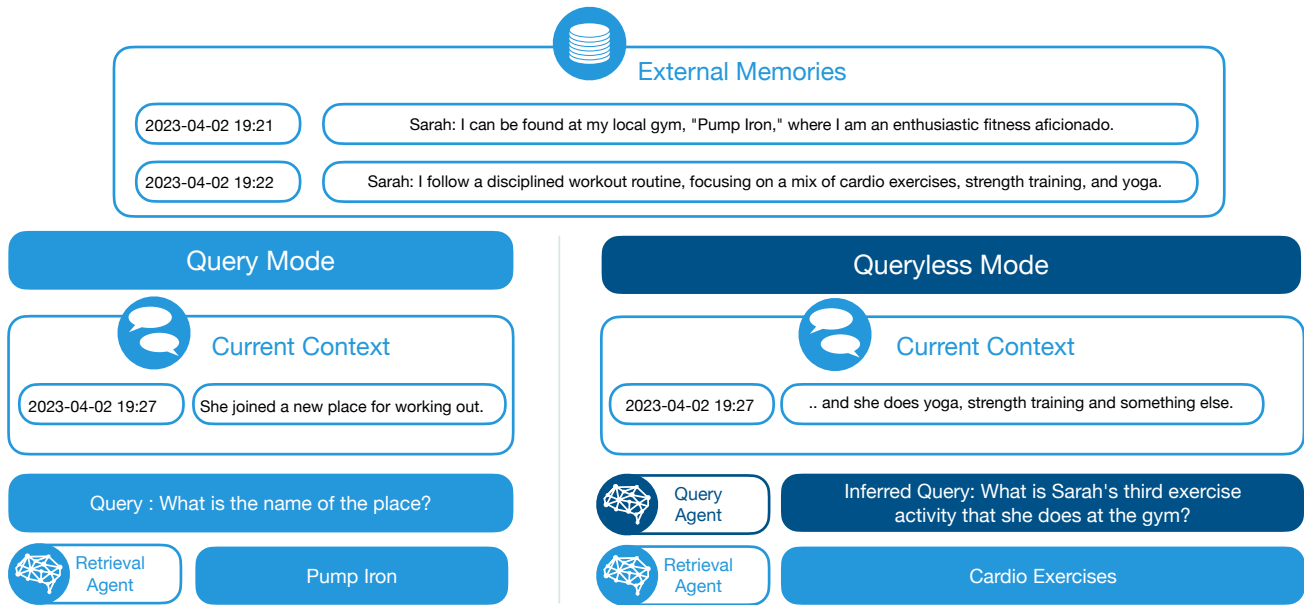 External Memories
2023-04-02 19:21
Sarah: I can be found at my local gym, "Pump Iron," where I am an enthusiastic fitness aficionado.
2023-04-02 19:22
Sarah: I follow a disciplined workout routine, focusing on a mix of cardio exercises, strength training, and yoga.
Query Mode
Current Context
2023-04-02 19:27
She joined a new place for working out.
Query : What is the name of the place?
Retrieval
Agent
Pump Iron
Queryless Mode
Current Context
2023-04-02 19:27
.. and she does yoga, strength training and something else.
Query
Agent
Inferred Query: What is Sarah's third exercise
activity that she does at the gym?
Retrieval
Agent
Cardio Exercises